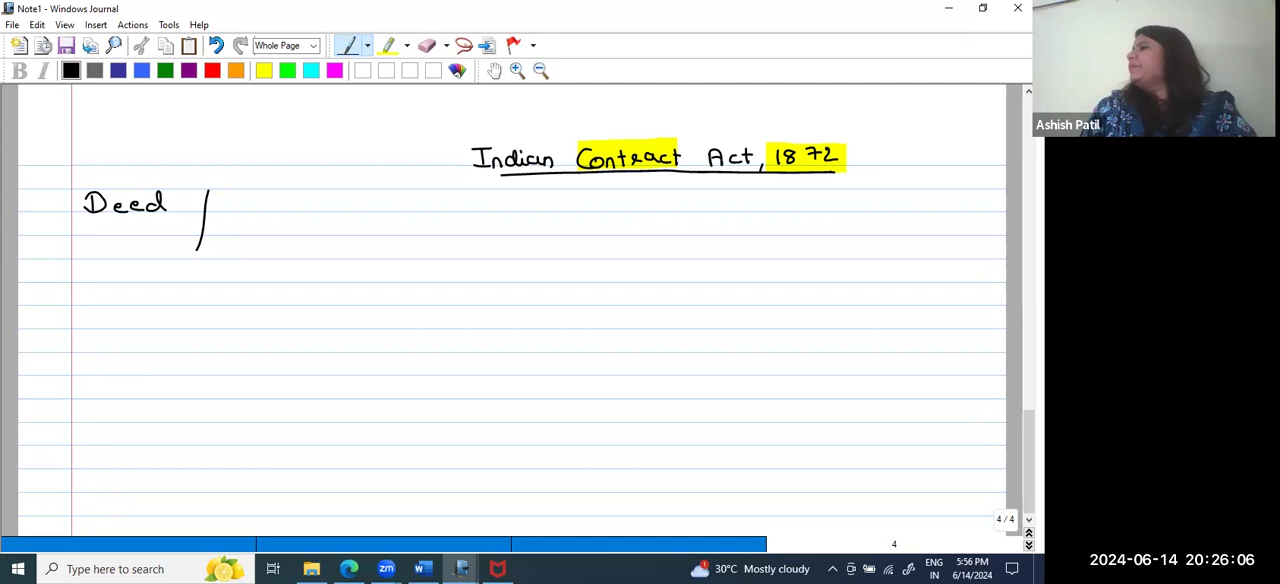 Note1 - Windows Journal
File Edit View Insert Actions Tools Help
Whole Page
B I
Indian Contract Act, 1872
Deed /
Ashish Patil
4 / 4
4
Type here to search
30°C Mostly cloudy
ENG
IN
5:56 PM
6/14/2024
2024-06-14 20:26:06